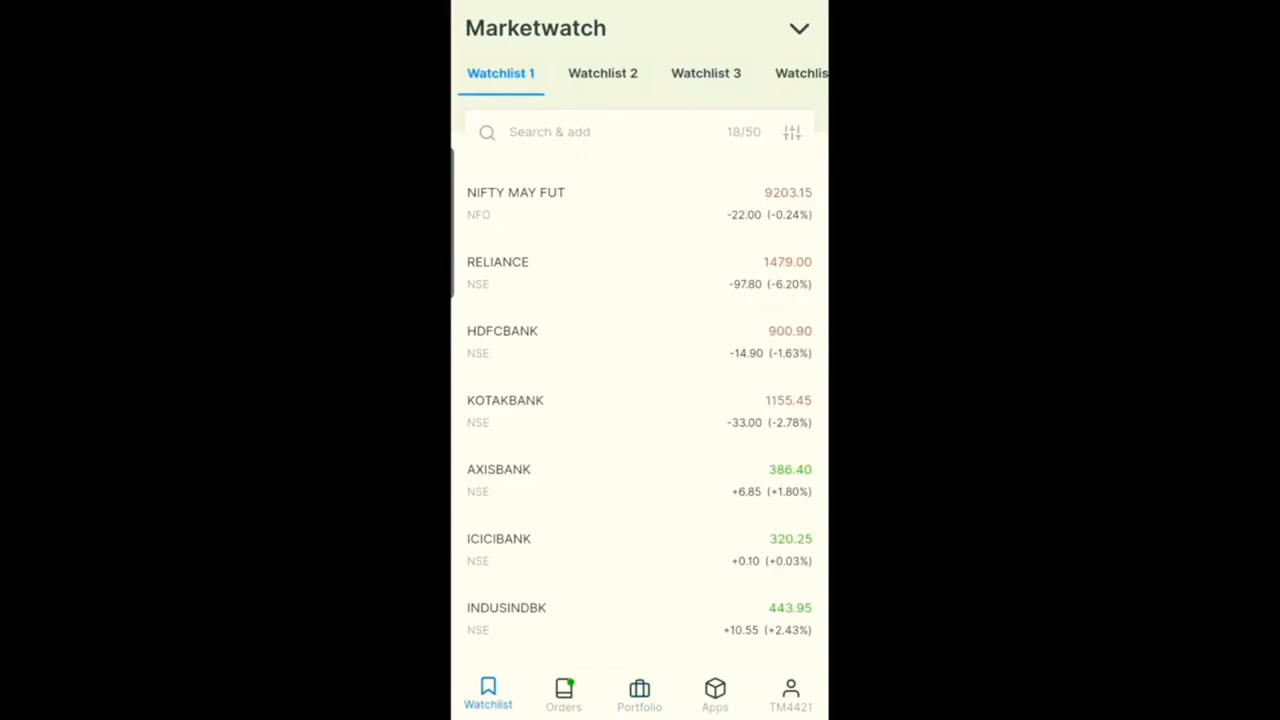 Marketwatch
Watchlist 1 Watchlist 2 Watchlist 3 Watchlis
Search & add 18/50
NIFTY MAY FUT 9203.15
NFO -22.00 (-0.24%)
RELIANCE 1479.00
NSE -97.80 (-6.20%)
HDFCBANK 900.90
NSE -14.90 (-1.63%)
KOTAKBANK 1155.45
NSE -33.00 (-2.78%)
AXISBANK 386.40
NSE +6.85 (+1.80%)
ICICIBANK 320.25
NSE +0.10 (+0.03%)
INDUSINDBK 443.95
NSE +10.55 (+2.43%)
Watchlist Orders Portfolio Apps TM4421